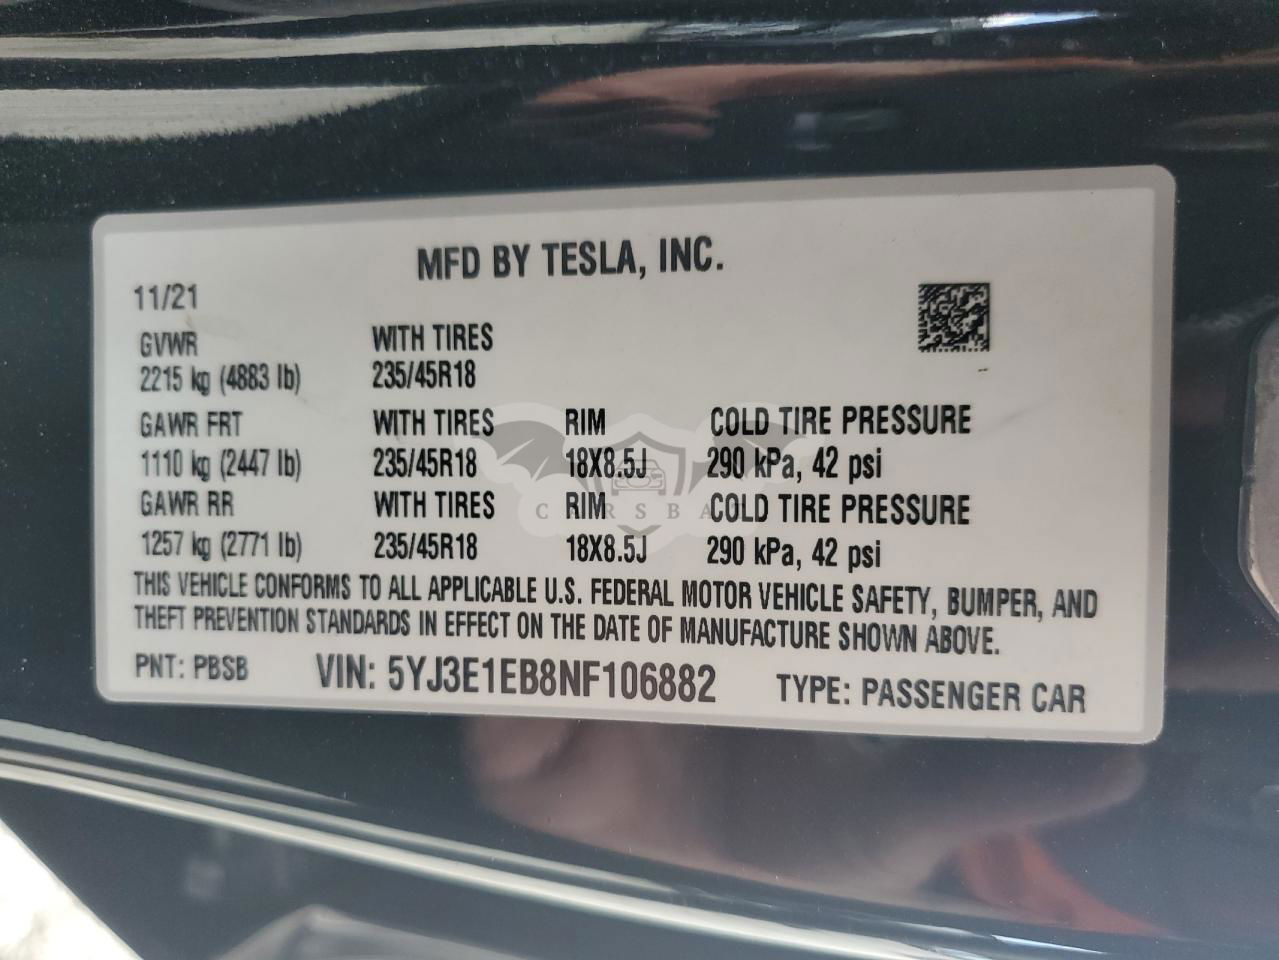 MFD BY TESLA, INC.
11/21
GVWR WITH TIRES
2215 kg (4883 lb) 235/45R18
GAWR FRT WITH TIRES RIM COLD TIRE PRESSURE
1110 kg (2447 lb) 235/45R18 18X8.5J 290 kPa, 42 psi
GAWR RR WITH TIRES RIM COLD TIRE PRESSURE
1257 kg (2771 lb) 235/45R18 18X8.5J 290 kPa, 42 psi
THIS VEHICLE CONFORMS TO ALL APPLICABLE U.S. FEDERAL MOTOR VEHICLE SAFETY, BUMPER, AND
THEFT PREVENTION STANDARDS IN EFFECT ON THE DATE OF MANUFACTURE SHOWN ABOVE.
PNT: PBSB VIN: 5YJ3E1EB8NF106882 TYPE: PASSENGER CAR